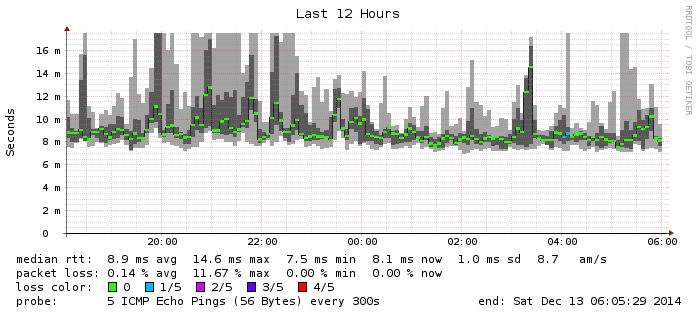 Last 12 Hours
RRDTOOL / TOBI OETIKER
Seconds
16 m
14 m
12 m
10 m
8 m
6 m
4 m
2 m
0
20:00 22:00 00:00 02:00 04:00 06:00
median rtt: 8.9 ms avg 14.6 ms max 7.5 ms min 8.1 ms now 1.0 ms sd 8.7 am/s
packet loss: 0.14 % avg 11.67 % max 0.00 % min 0.00 % now
loss color: 0 1/5 2/5 3/5 4/5
probe: 5 ICMP Echo Pings (56 Bytes) every 300s end: Sat Dec 13 06:05:29 2014